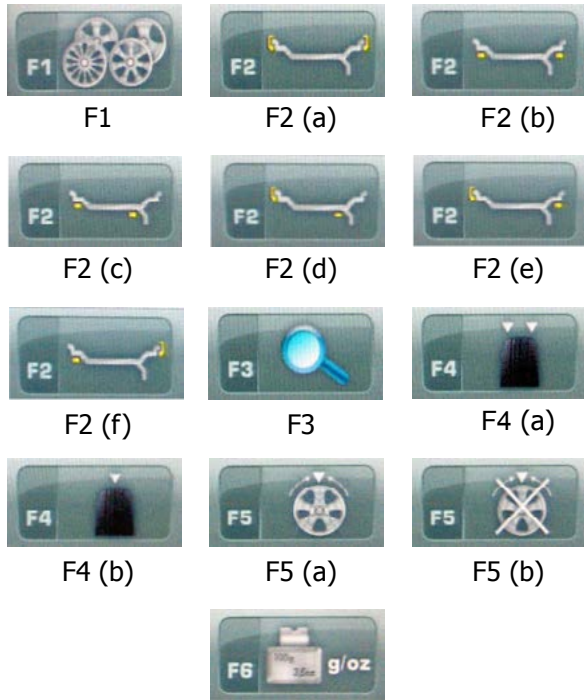 F1 F2 F2
F1 F2 (a) F2 (b)
F2 F2 F2
F2 (c) F2 (d) F2 (e)
F2 F3 F4
F2 (f) F3 F4 (a)
F4 F5 F5
F4 (b) F5 (a) F5 (b)
F6 100g g/oz